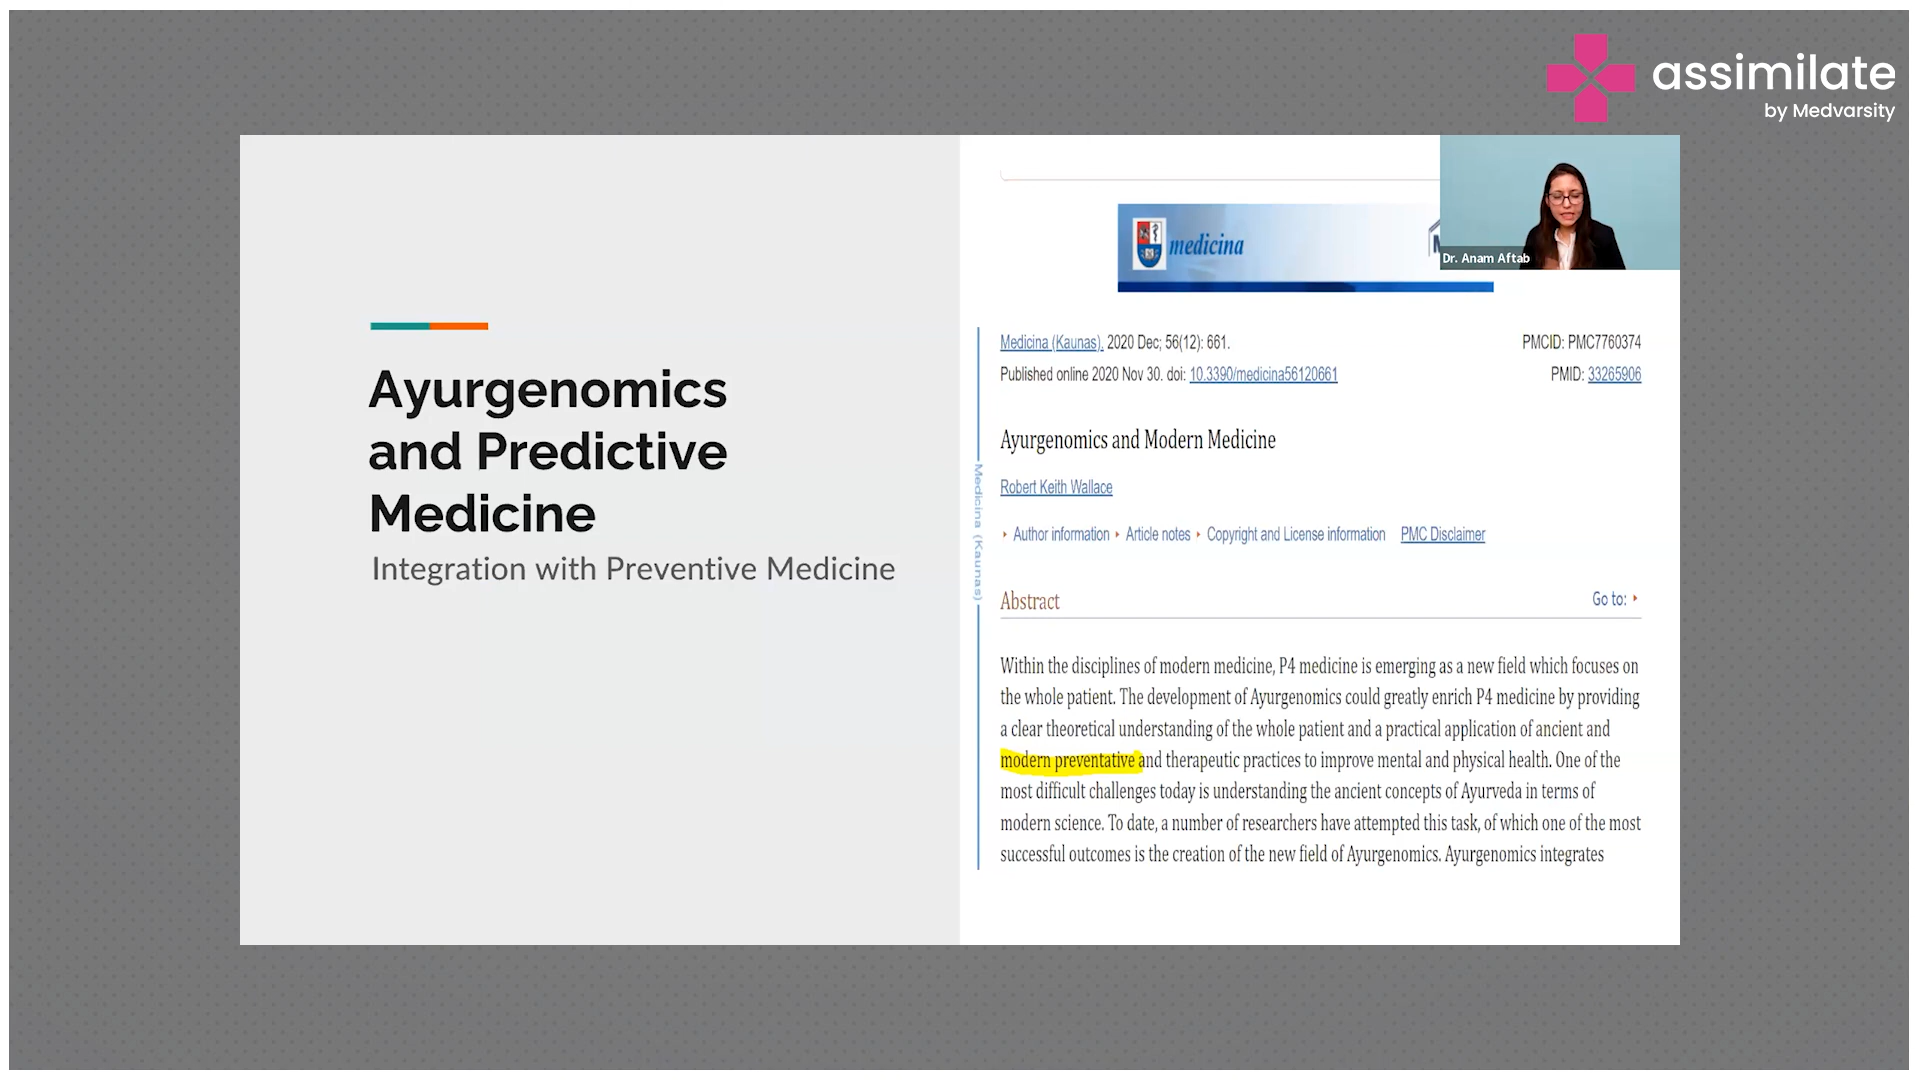 assimilate
by Medvarsity
Dr. Anam Aftab
Ayurgenomics
and Predictive
Medicine
Integration with Preventive Medicine
medicina
Medicina (Kaunas)
Medicina (Kaunas). 2020 Dec; 56(12): 661.
PMCID: PMC7760374
Published online 2020 Nov 30. doi: 10.3390/medicina56120661
PMID: 33265906
Ayurgenomics and Modern Medicine
Robert Keith Wallace
Author information Article notes Copyright and License information PMC Disclaimer
Abstract
Go to:
Within the disciplines of modern medicine, P4 medicine is emerging as a new field which focuses on
the whole patient. The development of Ayurgenomics could greatly enrich P4 medicine by providing
a clear theoretical understanding of the whole patient and a practical application of ancient and
modern preventative and therapeutic practices to improve mental and physical health. One of the
most difficult challenges today is understanding the ancient concepts of Ayurveda in terms of
modern science. To date, a number of researchers have attempted this task, of which one of the most
successful outcomes is the creation of the new field of Ayurgenomics. Ayurgenomics integrates